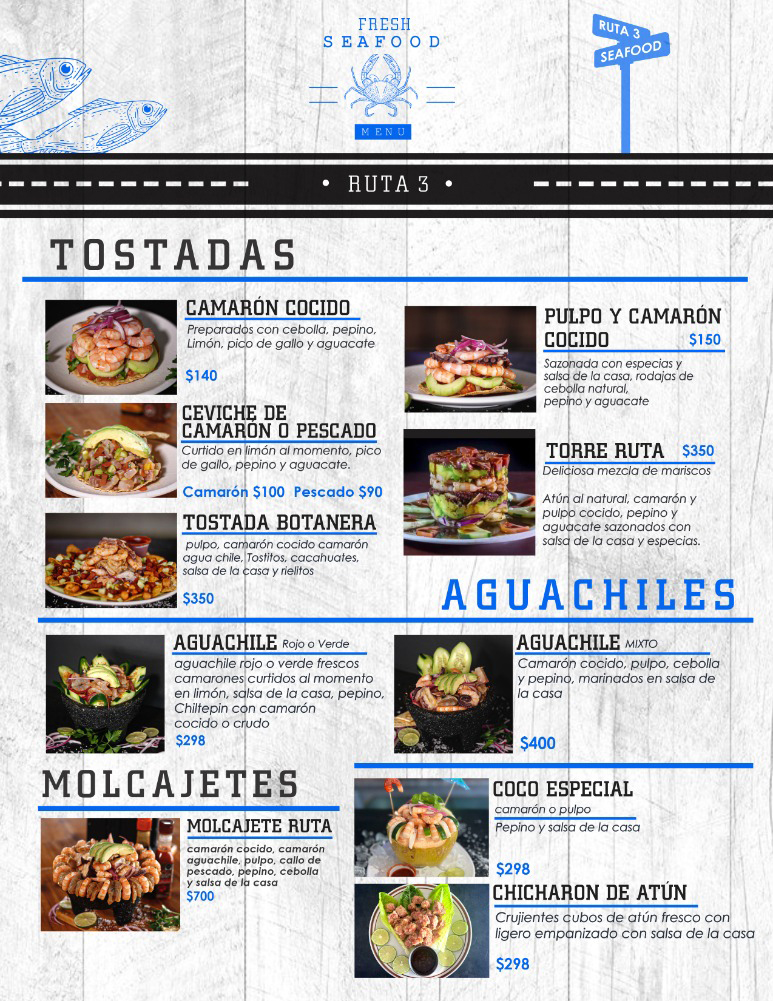 FRESH
SEAFOOD
MENU
RUTA 3
SEAFOOD
• RUTA 3 •
TOSTADAS
CAMARÓN COCIDO
Preparados con cebolla, pepino,
Limón, pico de gallo y aguacate
$140
CEVICHE DE
CAMARÓN O PESCADO
Curtido en limón al momento, pico
de gallo, pepino y aguacate.
Camarón $100 Pescado $90
TOSTADA BOTANERA
pulpo, camarón cocido camarón
agua chile, Tostitos, cacahuates,
salsa de la casa y rielitos
$350
PULPO Y CAMARÓN
COCIDO $150
Sazonada con especias y
salsa de la casa, rodajas de
cebolla natural,
pepino y aguacate
TORRE RUTA $350
Deliciosa mezcla de mariscos
Atún al natural, camarón y
pulpo cocido, pepino y
aguacate sazonados con
salsa de la casa y especias.
AGUACHILES
AGUACHILE Rojo o Verde
aguachile rojo o verde frescos
camarones curtidos al momento
en limón, salsa de la casa, pepino,
Chiltepin con camarón
cocido o crudo
$298
AGUACHILE MIXTO
Camarón cocido, pulpo, cebolla
y pepino, marinados en salsa de
la casa
$400
MOLCAJETES
MOLCAJETE RUTA
camarón cocido, camarón
aguachile, pulpo, callo de
pescado, pepino, cebolla
y salsa de la casa
$700
COCO ESPECIAL
camarón o pulpo
Pepino y salsa de la casa
$298
CHICHARON DE ATÚN
Crujientes cubos de atún fresco con
ligero empanizado con salsa de la casa
$298